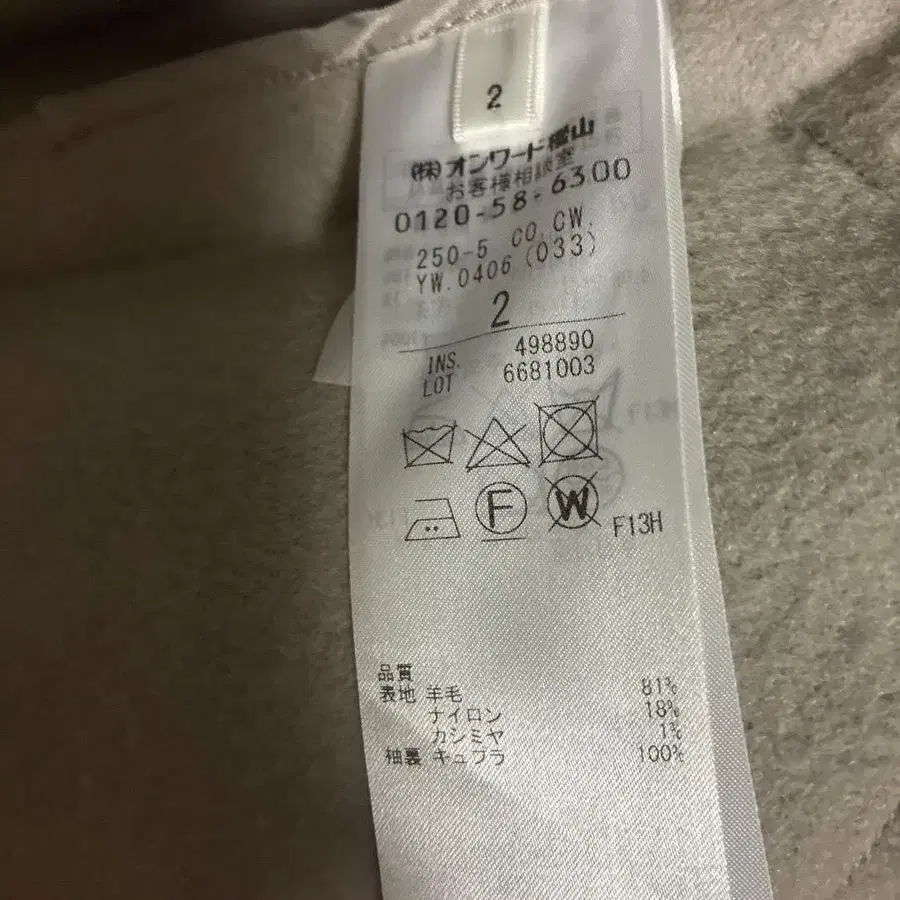 2
(株)オンワード樫山
お客様相談室
0120-58-6300
250-5 CO.CW.
YW.0406 (033)
2
INS. 498890
LOT 6681003
F W F13H
品質
表地 羊毛 81%
ナイロン 18%
カシミヤ 1%
袖裏 キュプラ 100%